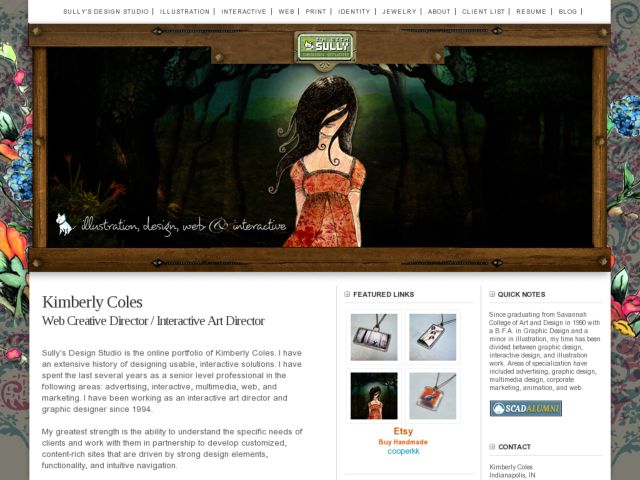 SULLY'S DESIGN STUDIO | ILLUSTRATION | INTERACTIVE | WEB | PRINT | IDENTITY | JEWELRY | ABOUT | CLIENT LIST | RESUME | BLOG |
SULLY
DESIGN STUDIO
illustration, design, web @ interactive
Kimberly Coles
Web Creative Director / Interactive Art Director
Sully's Design Studio is the online portfolio of Kimberly Coles. I have
an extensive history of designing usable, interactive solutions. I have
spent the last several years as a senior level professional in the
following areas: advertising, interactive, multimedia, web, and
marketing. I have been working as an interactive art director and
graphic designer since 1994.
My greatest strength is the ability to understand the specific needs of
clients and work with them in partnership to develop customized,
content-rich sites that are driven by strong design elements,
functionality, and intuitive navigation.
FEATURED LINKS
Etsy
Buy Handmade
cooperkk
QUICK NOTES
Since graduating from Savannah
College of Art and Design in 1990 with
a B.F.A. in Graphic Design and a
minor in illustration, my time has been
divided between graphic design,
interactive design, and illustration
work. Areas of specialization have
included advertising, graphic design,
multimedia design, corporate
marketing, animation, and web.
SCADALUMNI
CONTACT
Kimberly Coles
Indianapolis, IN